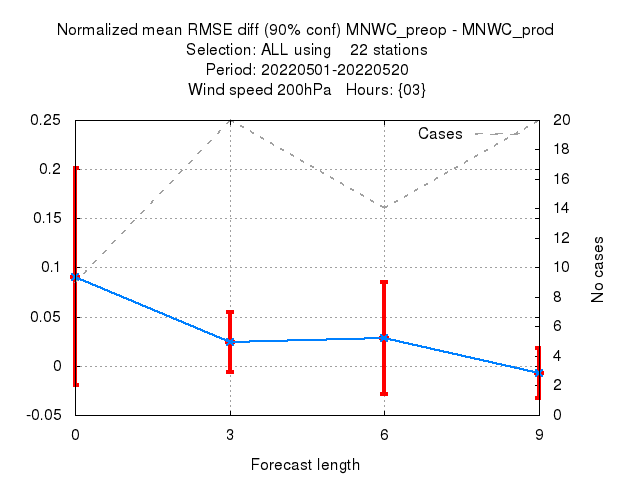 Normalized mean RMSE diff (90% conf) MNWC_preop - MNWC_prod
Selection: ALL using 22 stations
Period: 20220501-20220520
Wind speed 200hPa Hours: {03}
Cases
0.25
0.2
0.15
0.1
0.05
0
-0.05
20
18
16
14
12
10
8
6
4
2
0
No cases
0 3 6 9
Forecast length